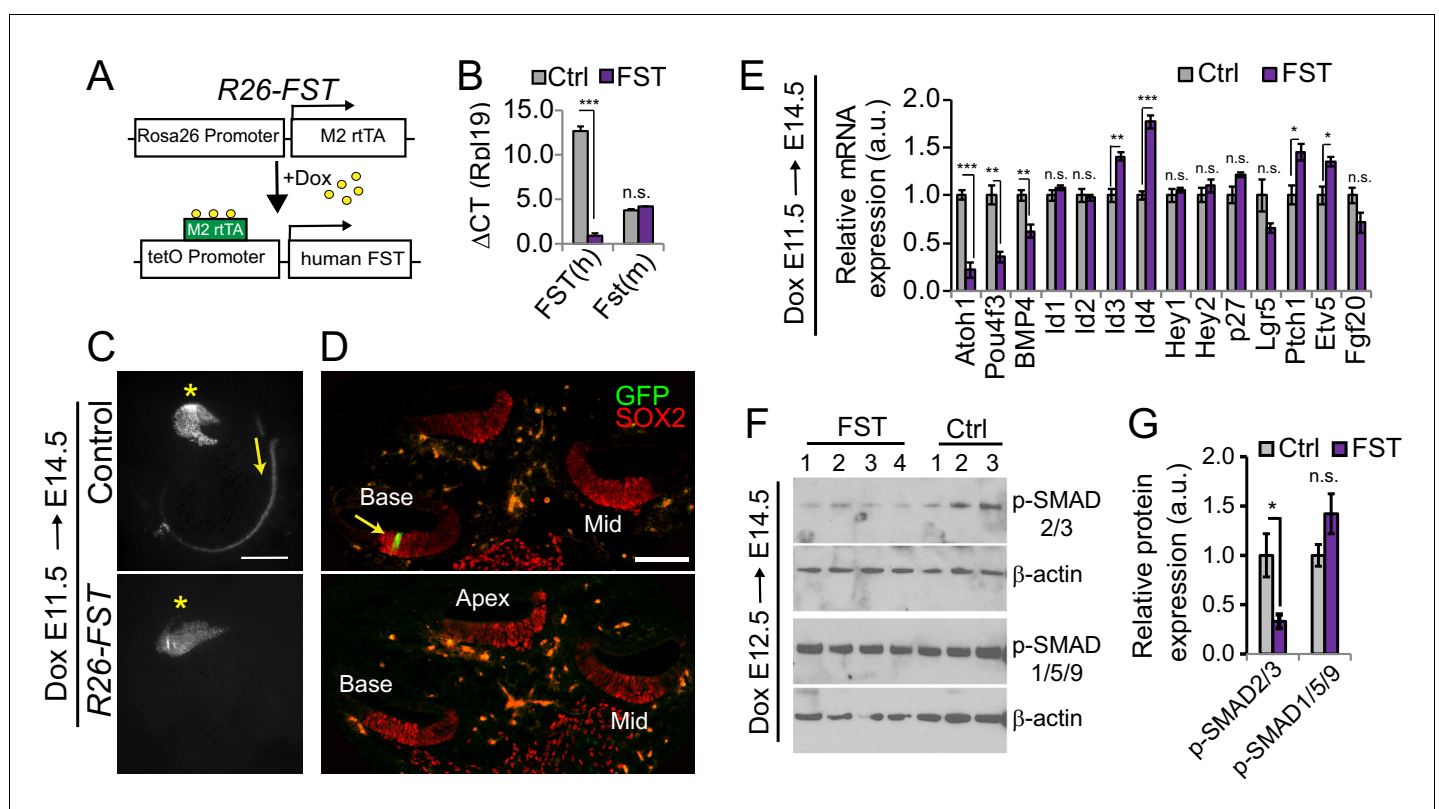 A
R26-FST
Rosa26 Promoter
M2 rtTA
+Dox
M2 rtTA
tetO Promoter
human FST
B
Ctrl FST
ΔCT (Rpl19)
15.0
10.0
5.0
0.0
***
n.s.
FST(h)
Fst(m)
C
Dox E11.5 → E14.5
Control
R26-FST
*
*
D
GFP
SOX2
Base
Mid
Apex
Base
Mid
E
Dox E11.5 → E14.5
Ctrl FST
Relative mRNA
expression (a.u.)
2.0
1.5
1.0
0.5
0.0
*** ** ** n.s. n.s. ** *** n.s. n.s. n.s. n.s. * * n.s.
Atoh1
Pou4f3
BMP4
Id1
Id2
Id3
Id4
Hey1
Hey2
p27
Lgr5
Ptch1
Etv5
Fgf20
F
Dox E12.5 → E14.5
FST Ctrl
1 2 3 4 1 2 3
p-SMAD
2/3
β-actin
p-SMAD
1/5/9
β-actin
G
Ctrl FST
Relative protein
expression (a.u.)
2.0
1.5
1.0
0.5
0.0
*
n.s.
p-SMAD2/3
p-SMAD1/5/9